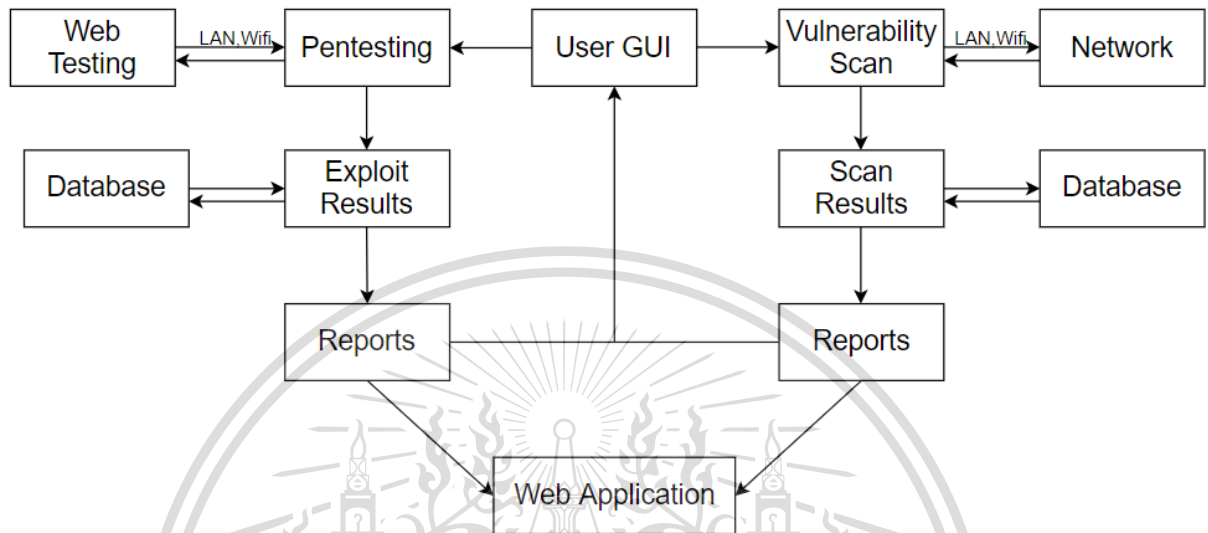 Web
Testing
LAN,Wifi
Pentesting
User GUI
Vulnerability
Scan
LAN,Wifi
Network
Database
Exploit
Results
Scan
Results
Database
Reports
Reports
Web Application